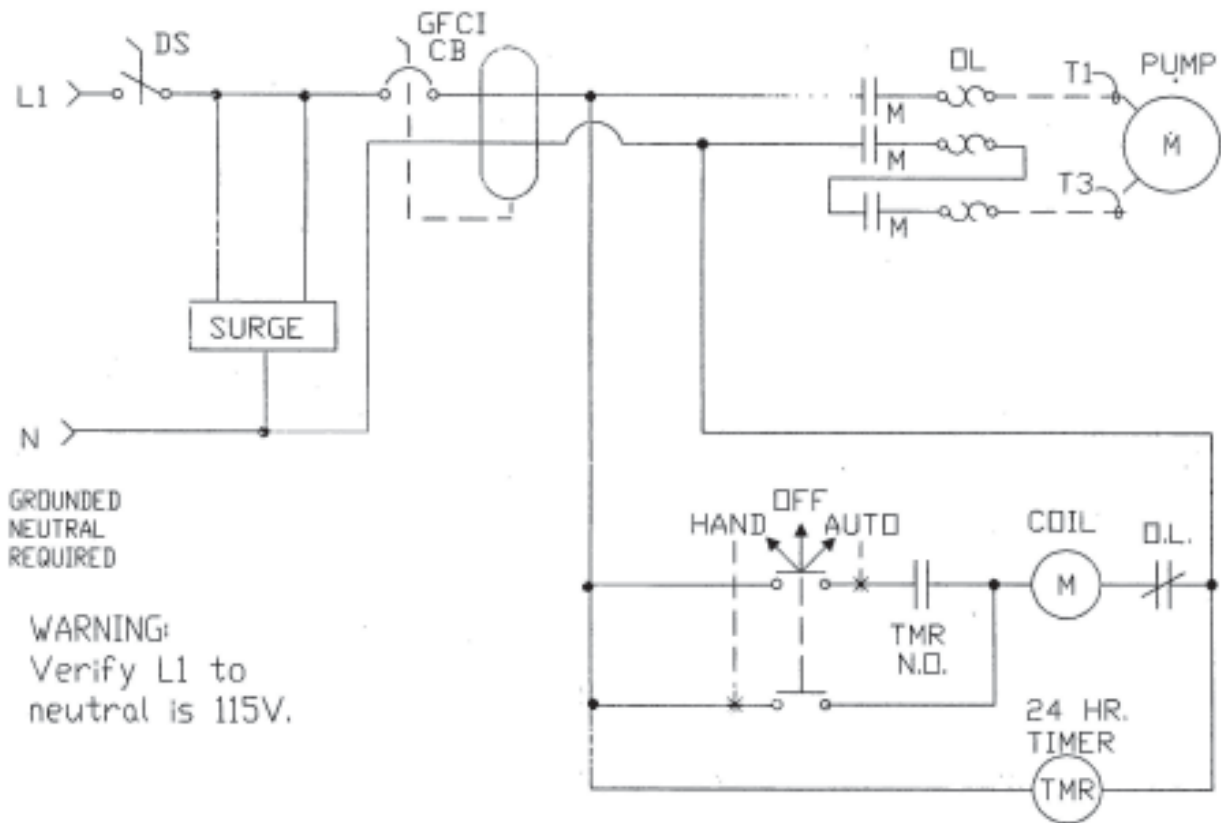 DS
GFCI
CB
OL
T1
PUMP
L1
M
M
M
T3
M
SURGE
N
GROUNDED
NEUTRAL
REQUIRED
OFF
HAND
AUTO
COIL
O.L.
M
TMR
N.O.
WARNING:
Verify L1 to
neutral is 115V.
24 HR.
TIMER
TMR